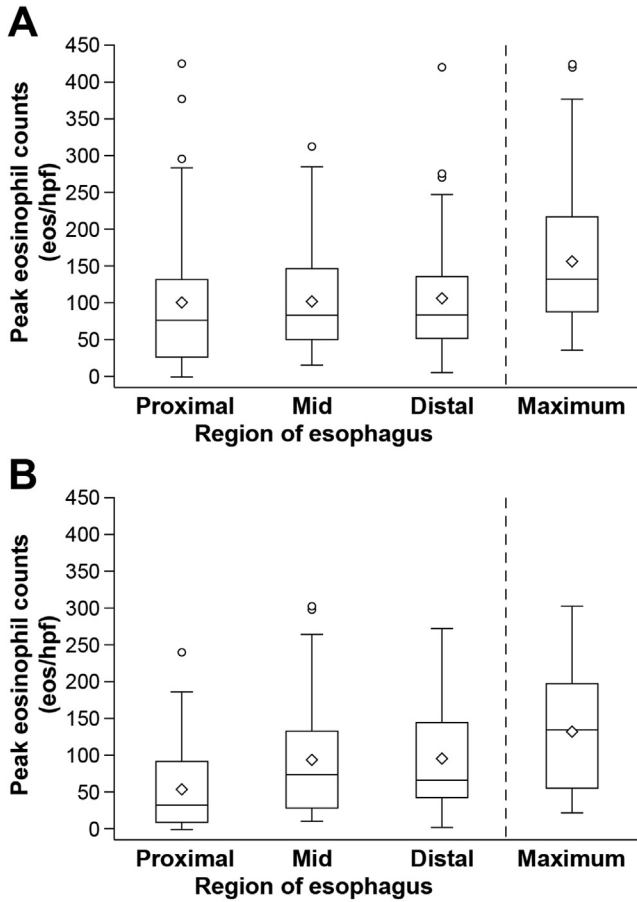 A
Peak eosinophil counts
(eos/hpf)
450
400
350
300
250
200
150
100
50
0
Proximal Mid Distal Maximum
Region of esophagus
B
Peak eosinophil counts
(eos/hpf)
450
400
350
300
250
200
150
100
50
0
Proximal Mid Distal Maximum
Region of esophagus